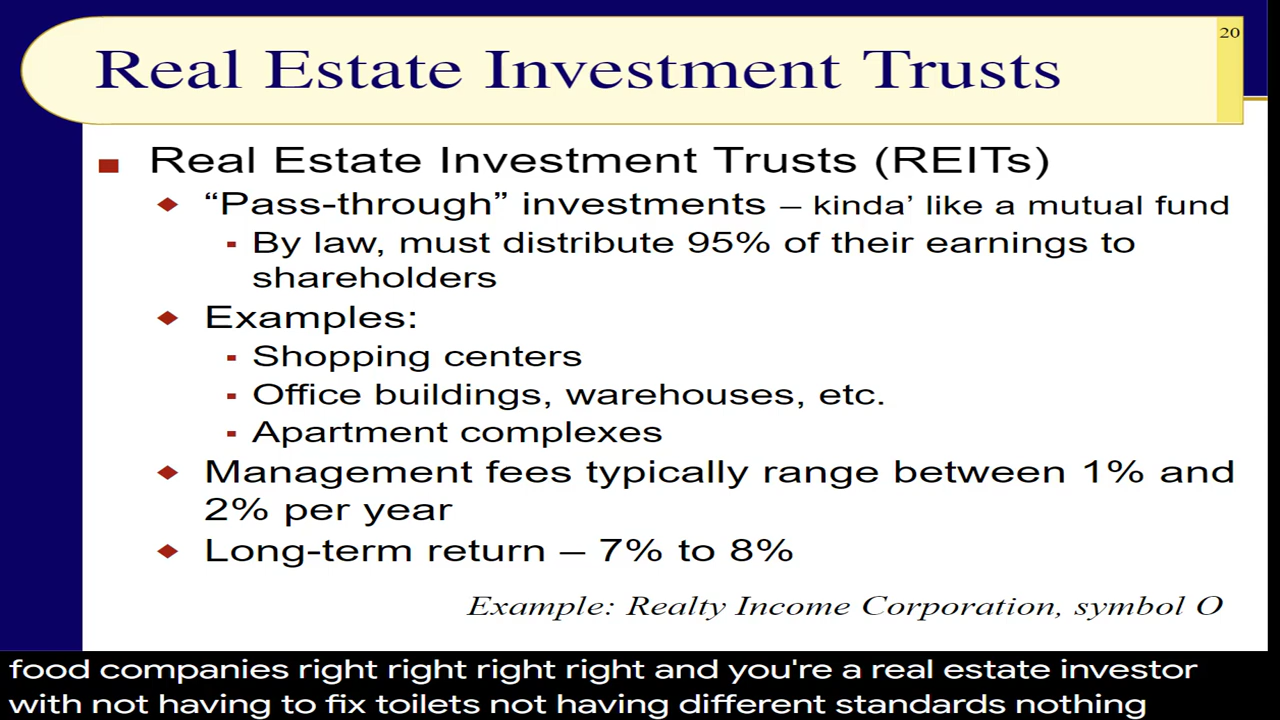 20
Real Estate Investment Trusts
Real Estate Investment Trusts (REITs)
“Pass-through” investments – kinda’ like a mutual fund
By law, must distribute 95% of their earnings to
shareholders
Examples:
Shopping centers
Office buildings, warehouses, etc.
Apartment complexes
Management fees typically range between 1% and
2% per year
Long-term return – 7% to 8%
Example: Realty Income Corporation, symbol O
food companies right right right right and you're a real estate investor
with not having to fix toilets not having different standards nothing